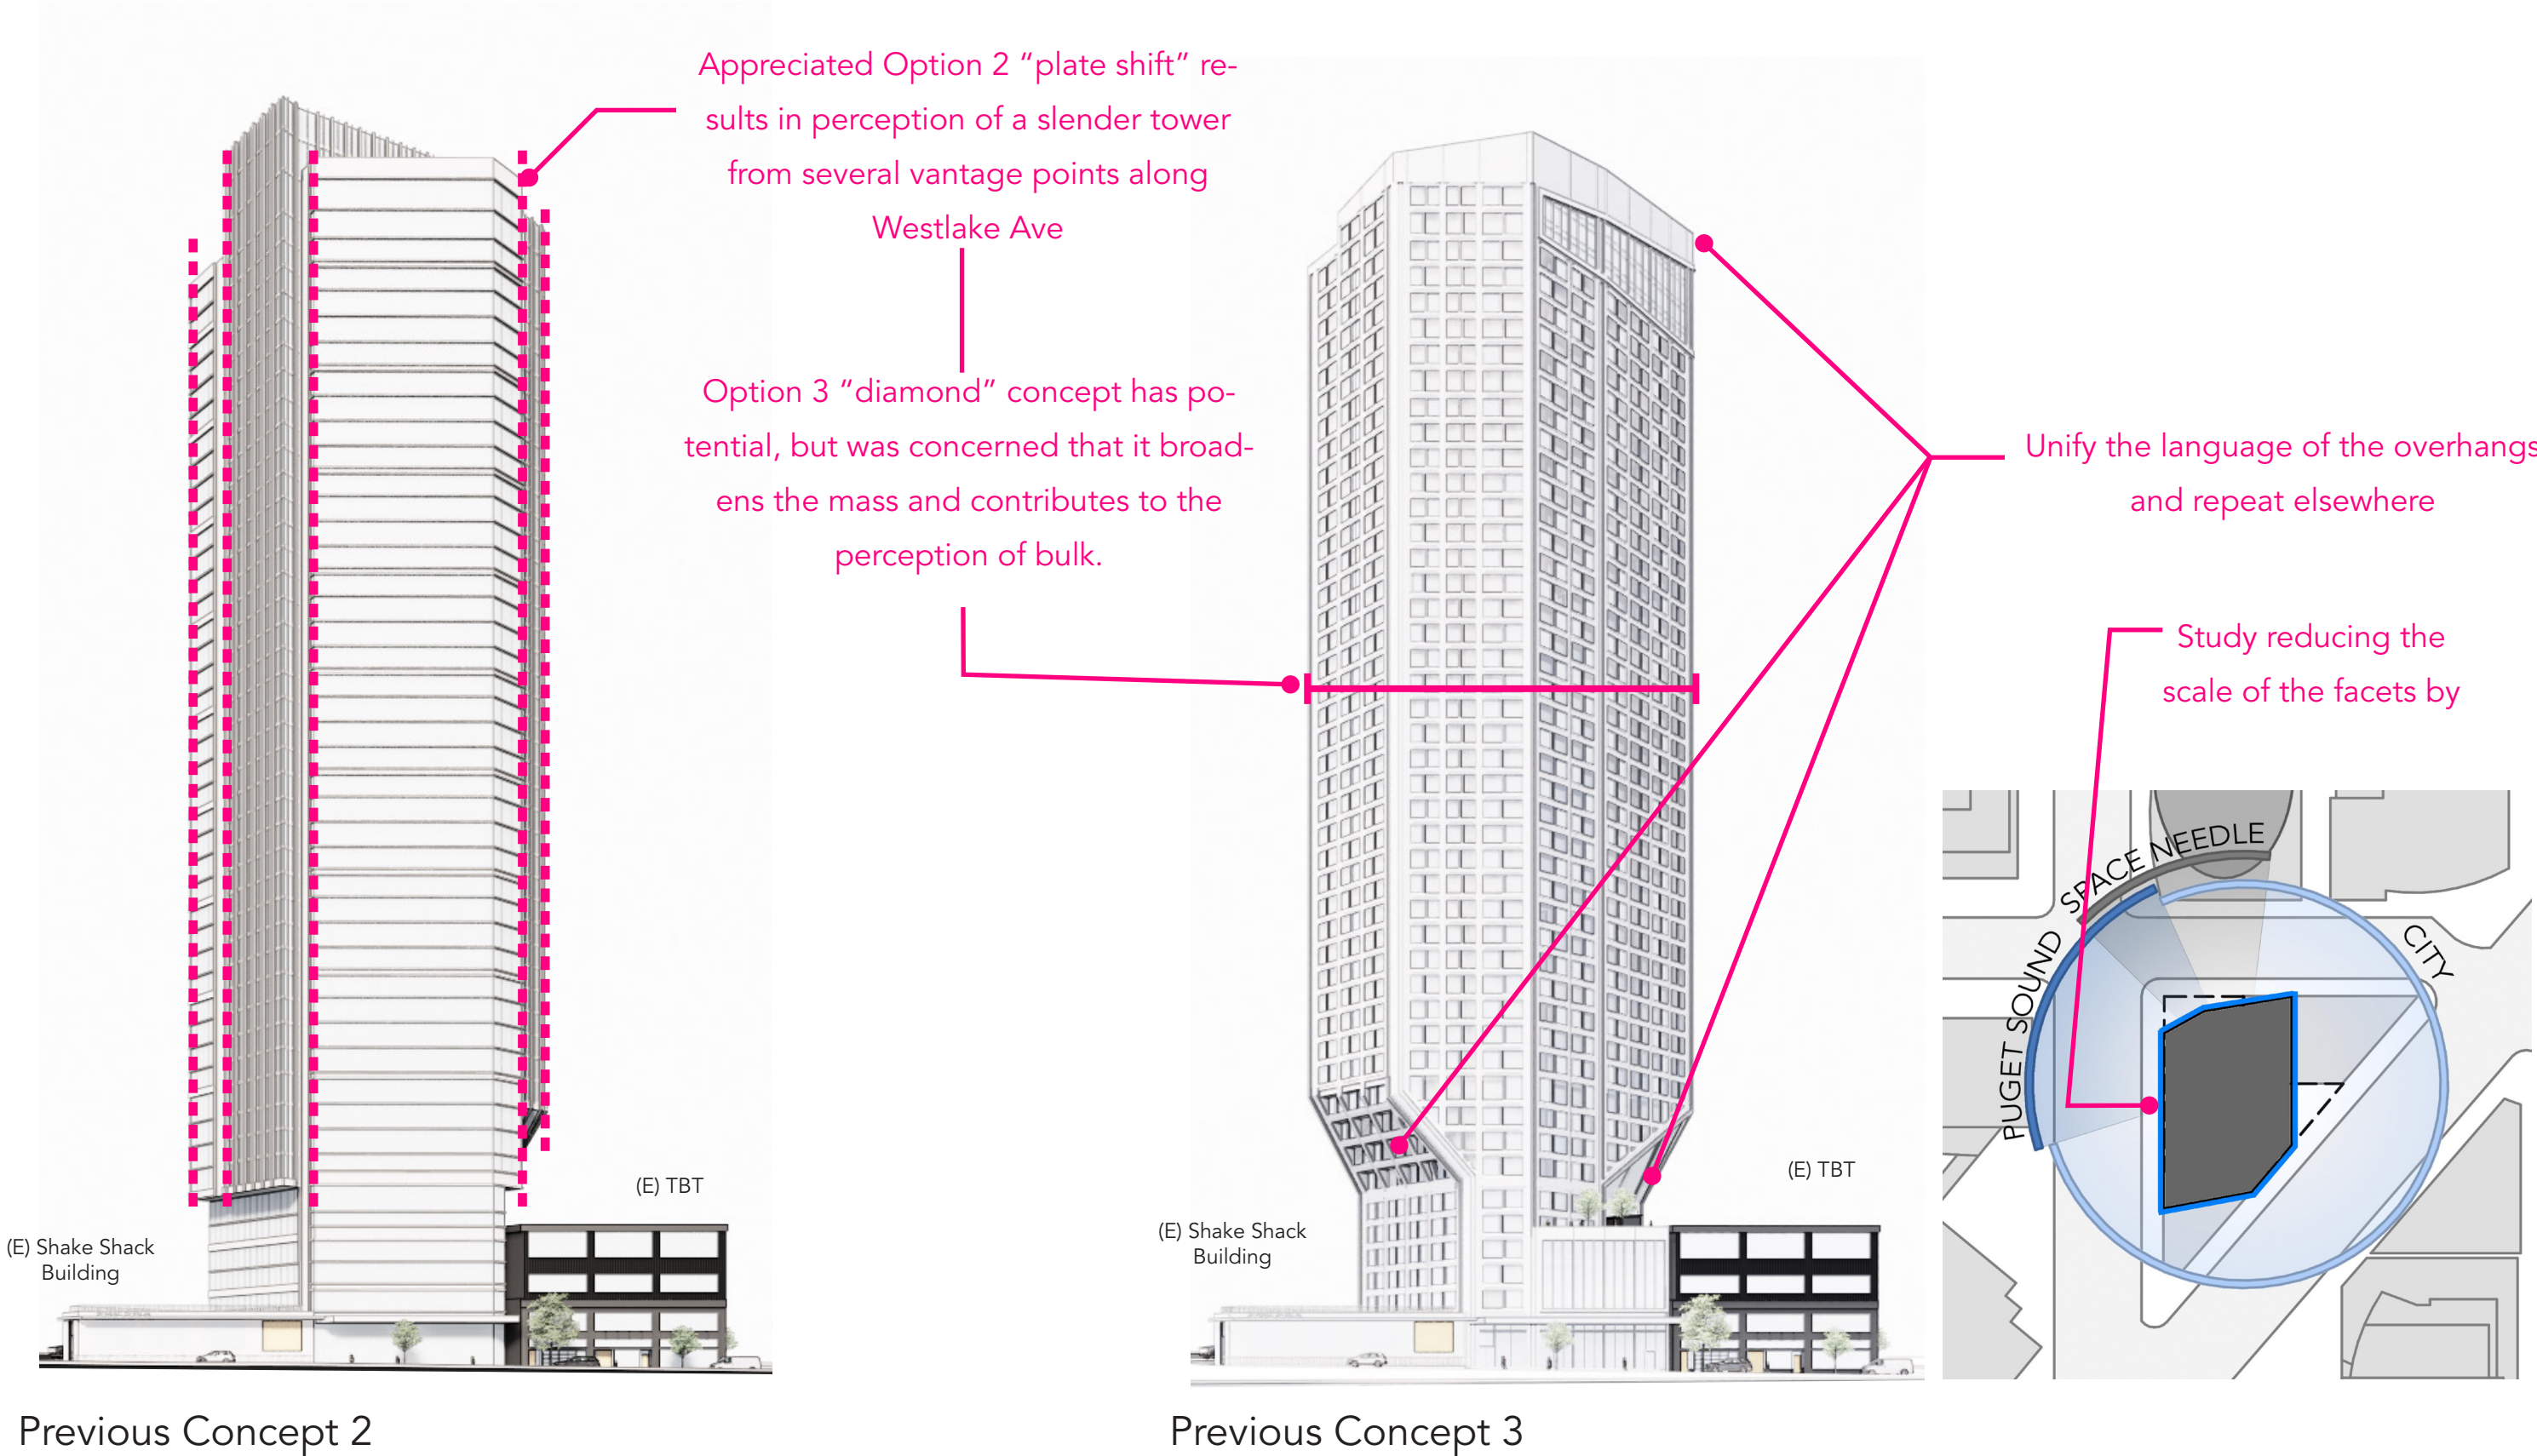 Appreciated Option 2 “plate shift” re-
sults in perception of a slender tower
from several vantage points along
Westlake Ave
Option 3 “diamond” concept has po-
tential, but was concerned that it broad-
ens the mass and contributes to the
perception of bulk.
Unify the language of the overhangs
and repeat elsewhere
Study reducing the
scale of the facets by
SPACE NEEDLE
PUGET SOUND
CITY
(E) TBT
(E) Shake Shack
Building
(E) TBT
(E) Shake Shack
Building
Previous Concept 2
Previous Concept 3